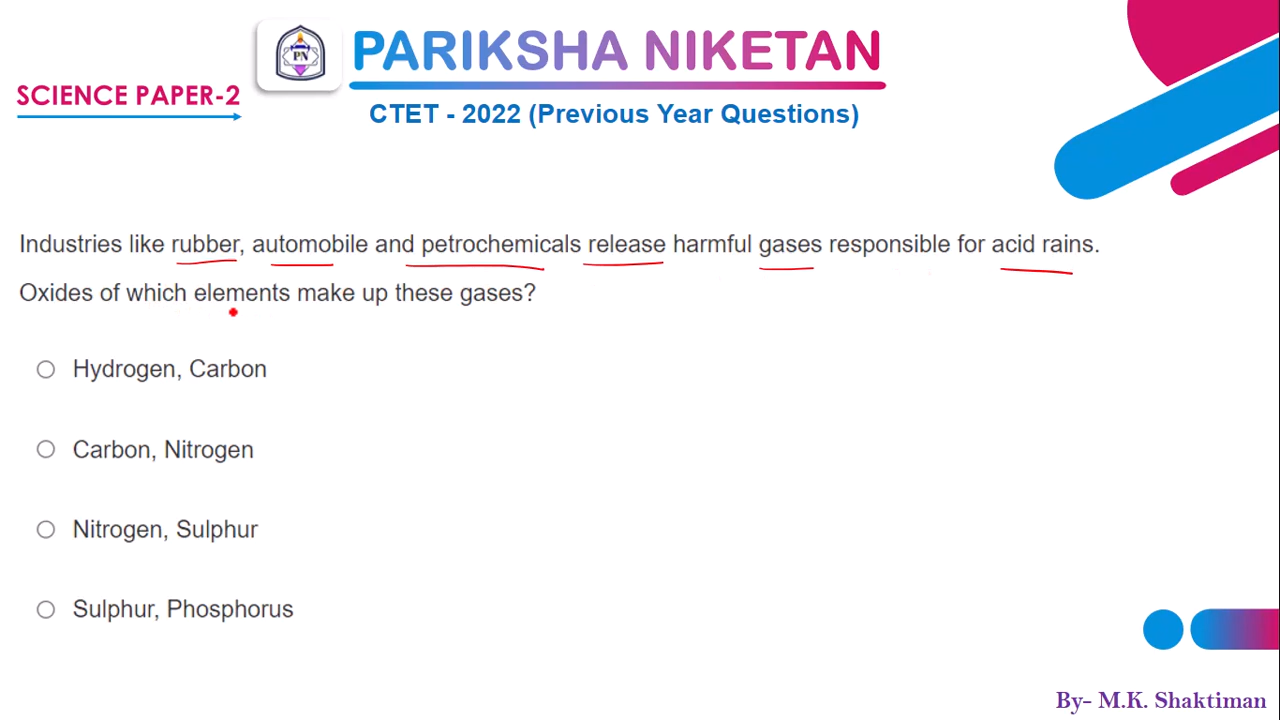 PN
PARIKSHA NIKETAN
SCIENCE PAPER-2
CTET - 2022 (Previous Year Questions)
Industries like rubber, automobile and petrochemicals release harmful gases responsible for acid rains.
Oxides of which elements make up these gases?
Hydrogen, Carbon
Carbon, Nitrogen
Nitrogen, Sulphur
Sulphur, Phosphorus
By- M.K. Shaktiman